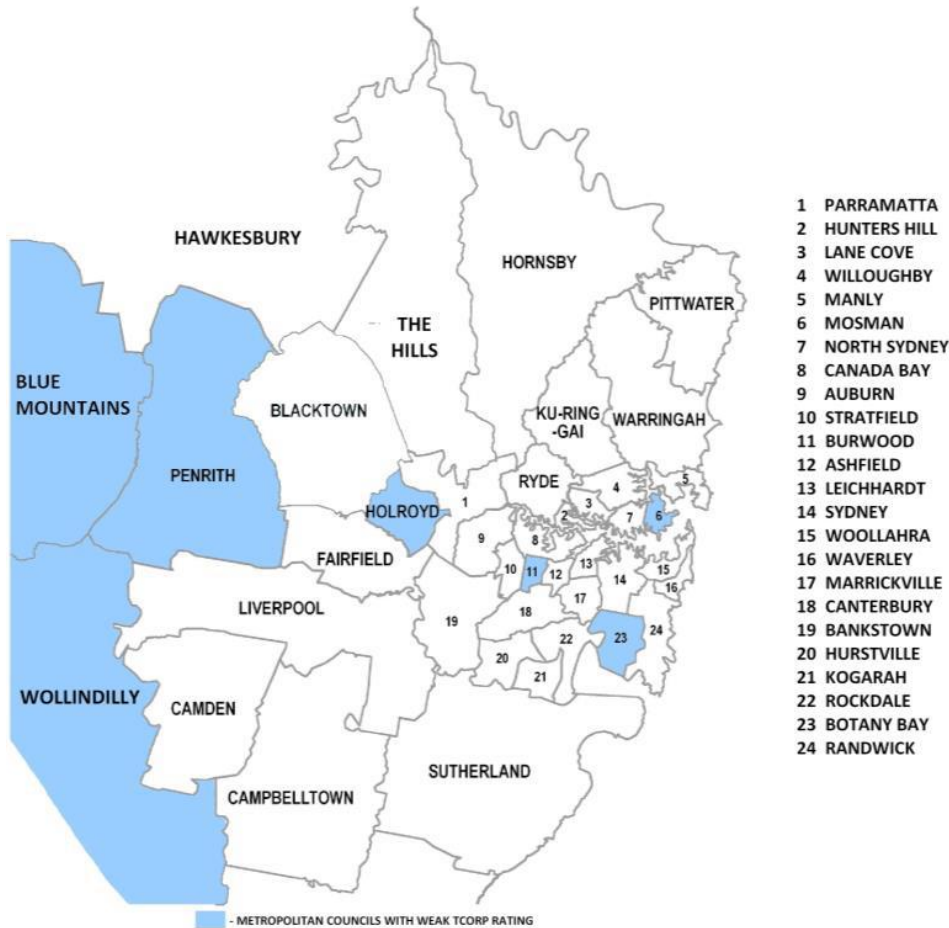 HAWKESBURY
HORNSBY
PITTWATER
THE
HILLS
BLUE
MOUNTAINS
BLACKTOWN
KU-RING
-GAI
WARRINGAH
PENRITH
RYDE
HOLROYD
1
2
3
4
5
6
7
8
9
FAIRFIELD
10
11
12
13
14
15
16
LIVERPOOL
17
18
19
20
21
22
23
24
WOLLINDILLY
CAMDEN
SUTHERLAND
CAMPBELLTOWN
1 PARRAMATTA
2 HUNTERS HILL
3 LANE COVE
4 WILLOUGHBY
5 MANLY
6 MOSMAN
7 NORTH SYDNEY
8 CANADA BAY
9 AUBURN
10 STRATFIELD
11 BURWOOD
12 ASHFIELD
13 LEICHHARDT
14 SYDNEY
15 WOOLLAHRA
16 WAVERLEY
17 MARRICKVILLE
18 CANTERBURY
19 BANKSTOWN
20 HURSTVILLE
21 KOGARAH
22 ROCKDALE
23 BOTANY BAY
24 RANDWICK
- METROPOLITAN COUNCILS WITH WEAK TCORP RATING